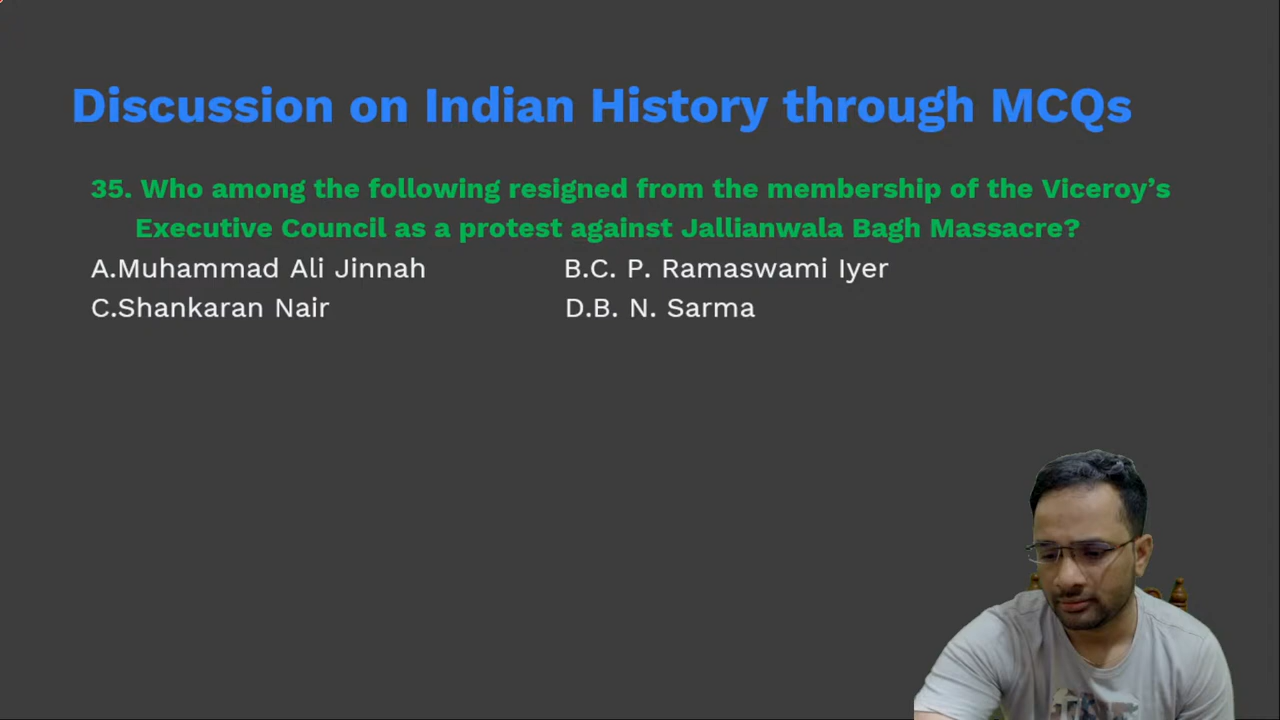 Discussion on Indian History through MCQs
35. Who among the following resigned from the membership of the Viceroy's
Executive Council as a protest against Jallianwala Bagh Massacre?
A.Muhammad Ali Jinnah B.C. P. Ramaswami Iyer
C.Shankaran Nair D.B. N. Sarma